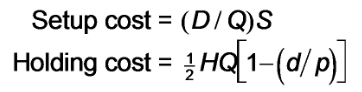 Setup cost = (D/Q)S
Holding cost = ½HQ[1−(d/p)]